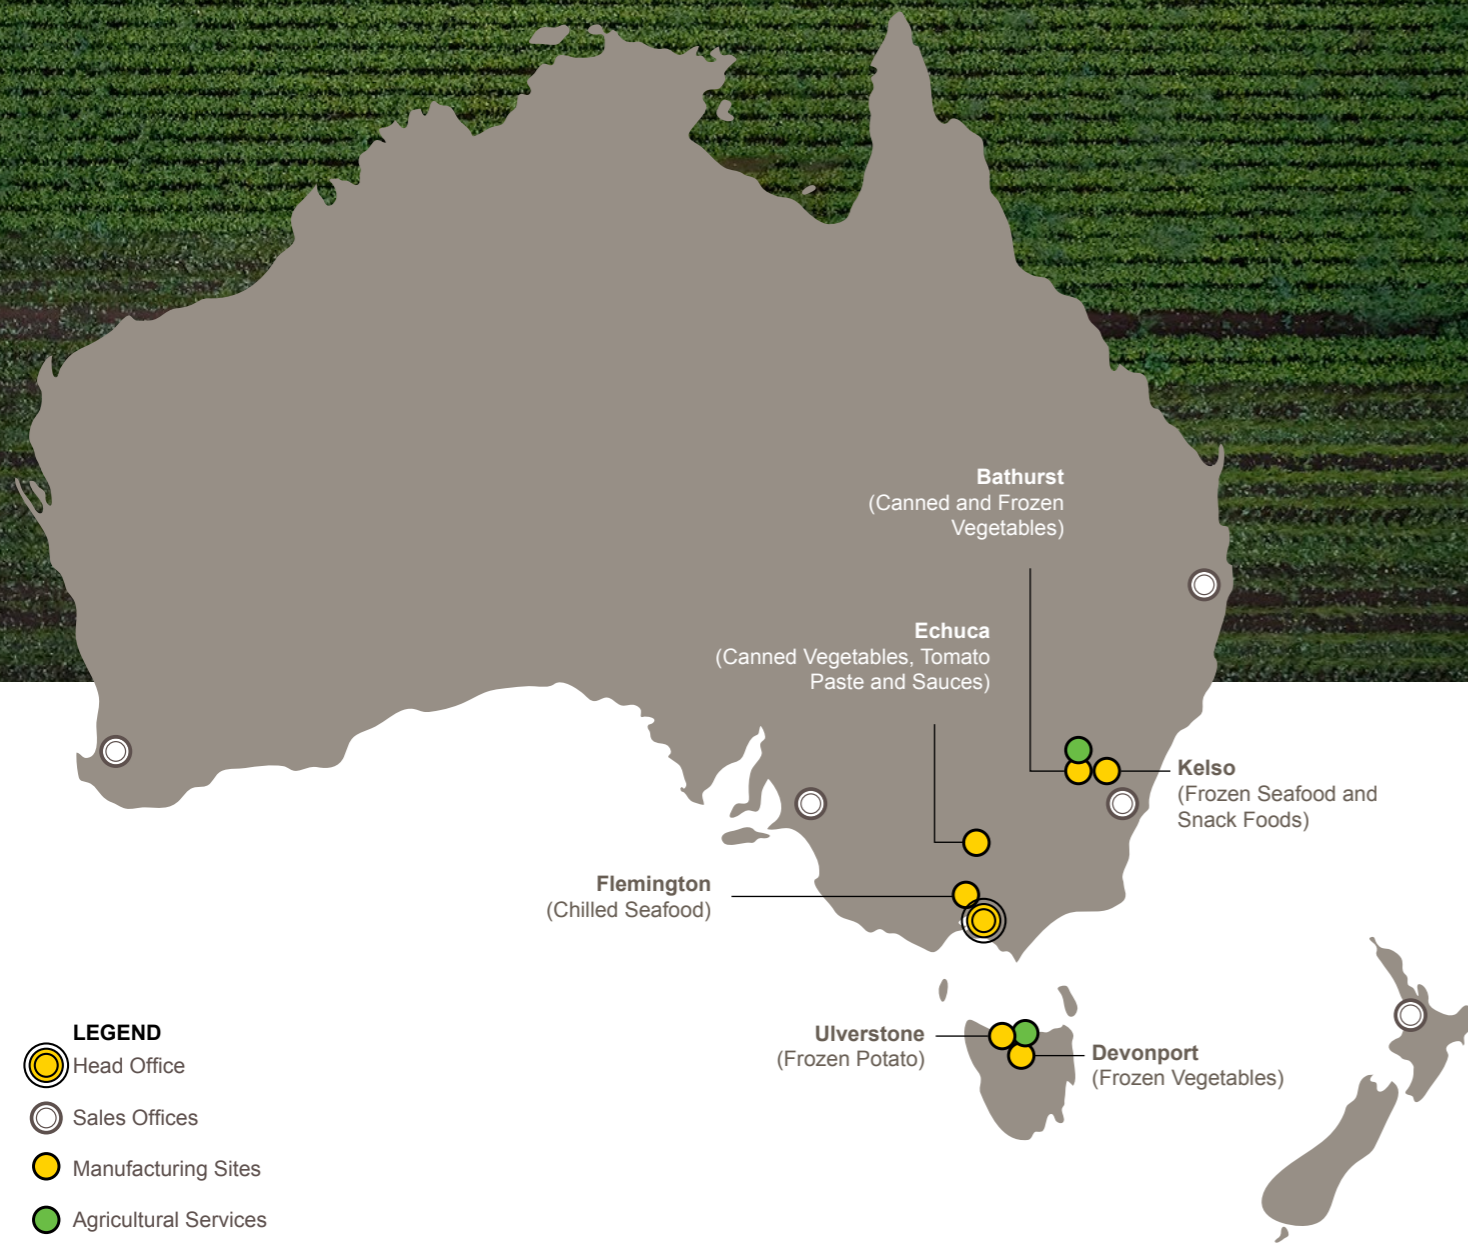 Bathurst
(Canned and Frozen
Vegetables)
Echuca
(Canned Vegetables, Tomato
Paste and Sauces)
Kelso
(Frozen Seafood and
Snack Foods)
Flemington
(Chilled Seafood)
Ulverstone
(Frozen Potato)
Devonport
(Frozen Vegetables)
LEGEND
Head Office
Sales Offices
Manufacturing Sites
Agricultural Services